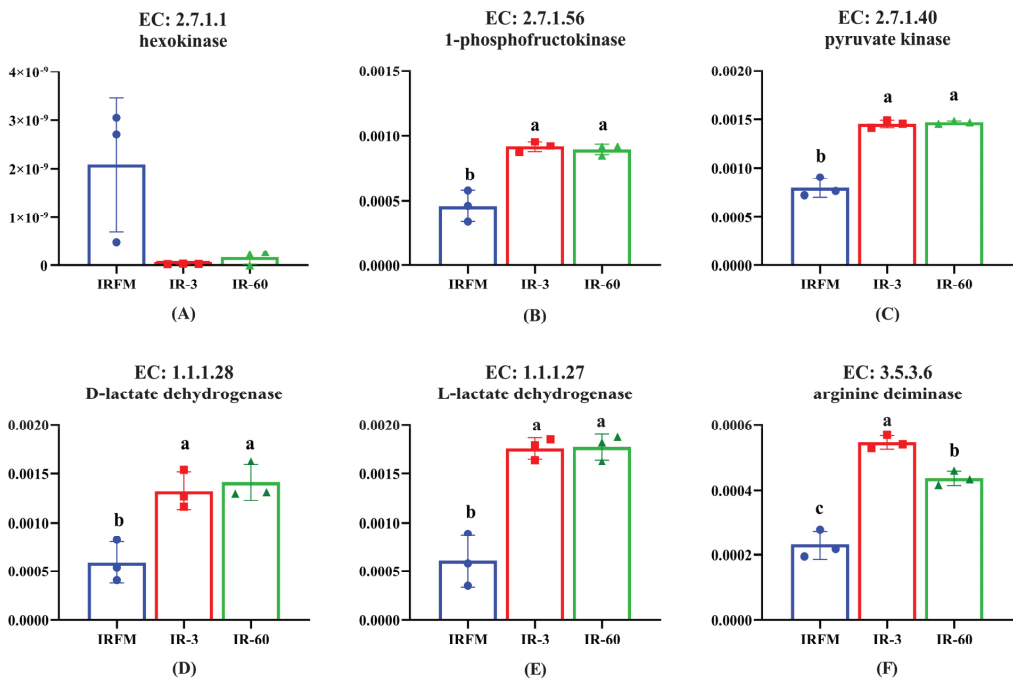 EC: 2.7.1.1
hexokinase
4×10⁻⁹
3×10⁻⁹
2×10⁻⁹
1×10⁻⁹
0
IRFM IR-3 IR-60
(A)
EC: 2.7.1.56
1-phosphofructokinase
0.0015
0.0010
0.0005
0.0000
b a a
IRFM IR-3 IR-60
(B)
EC: 2.7.1.40
pyruvate kinase
0.0020
0.0015
0.0010
0.0005
0.0000
b a a
IRFM IR-3 IR-60
(C)
EC: 1.1.1.28
D-lactate dehydrogenase
0.0020
0.0015
0.0010
0.0005
0.0000
b a a
IRFM IR-3 IR-60
(D)
EC: 1.1.1.27
L-lactate dehydrogenase
0.0020
0.0015
0.0010
0.0005
0.0000
b a a
IRFM IR-3 IR-60
(E)
EC: 3.5.3.6
arginine deiminase
0.0006
0.0004
0.0002
0.0000
c a b
IRFM IR-3 IR-60
(F)